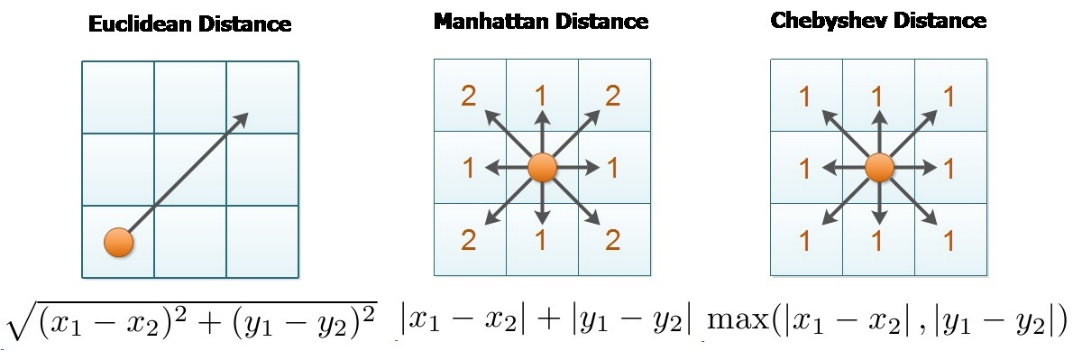 Euclidean Distance
Manhattan Distance
Chebyshev Distance
2 1 2
1 1
2 1 2
1 1 1
1 1
1 1 1
√(x₁ − x₂)² + (y₁ − y₂)²
|x₁ − x₂| + |y₁ − y₂|
max(|x₁ − x₂| , |y₁ − y₂|)